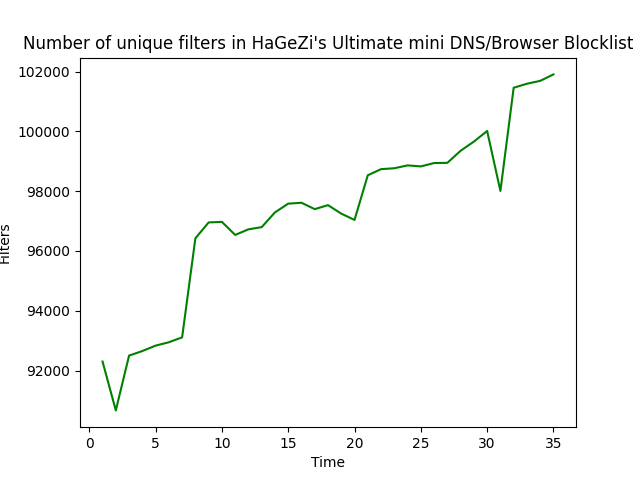 Number of unique filters in HaGeZi's Ultimate mini DNS/Browser Blocklist
102000
100000
98000
96000
94000
92000
Filters
0 5 10 15 20 25 30 35
Time